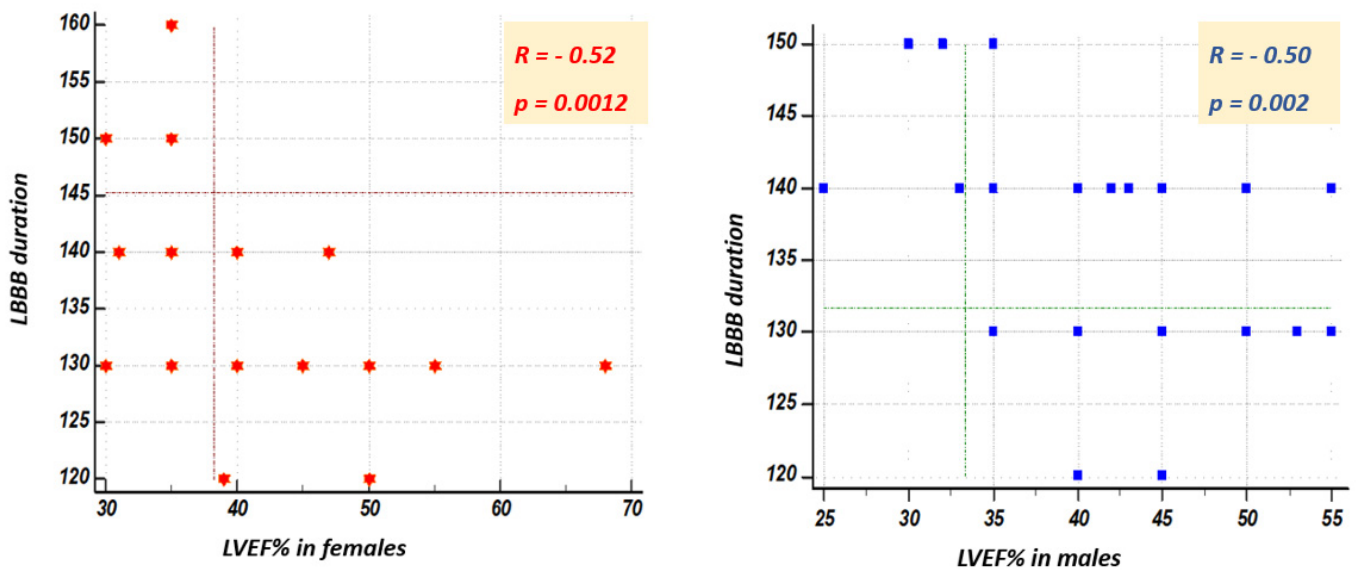 160
155
150
145
140
135
130
125
120
LBBB duration
30 40 50 60 70
LVEF% in females
R = - 0.52
p = 0.0012
150
145
140
135
130
125
120
LBBB duration
25 30 35 40 45 50 55
LVEF% in males
R = - 0.50
p = 0.002